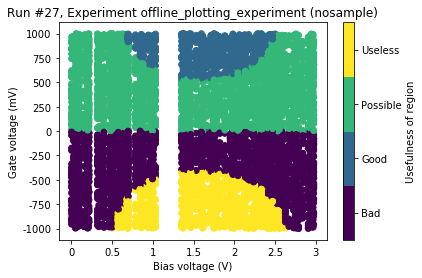 Run #27, Experiment offline_plotting_experiment (nosample)
1000
750
500
250
0
-250
-500
-750
-1000
Gate voltage (mV)
0
0.5
1
1.5
2
2.5
3
Bias voltage (V)
Useless
Possible
Good
Bad
Usefulness of region